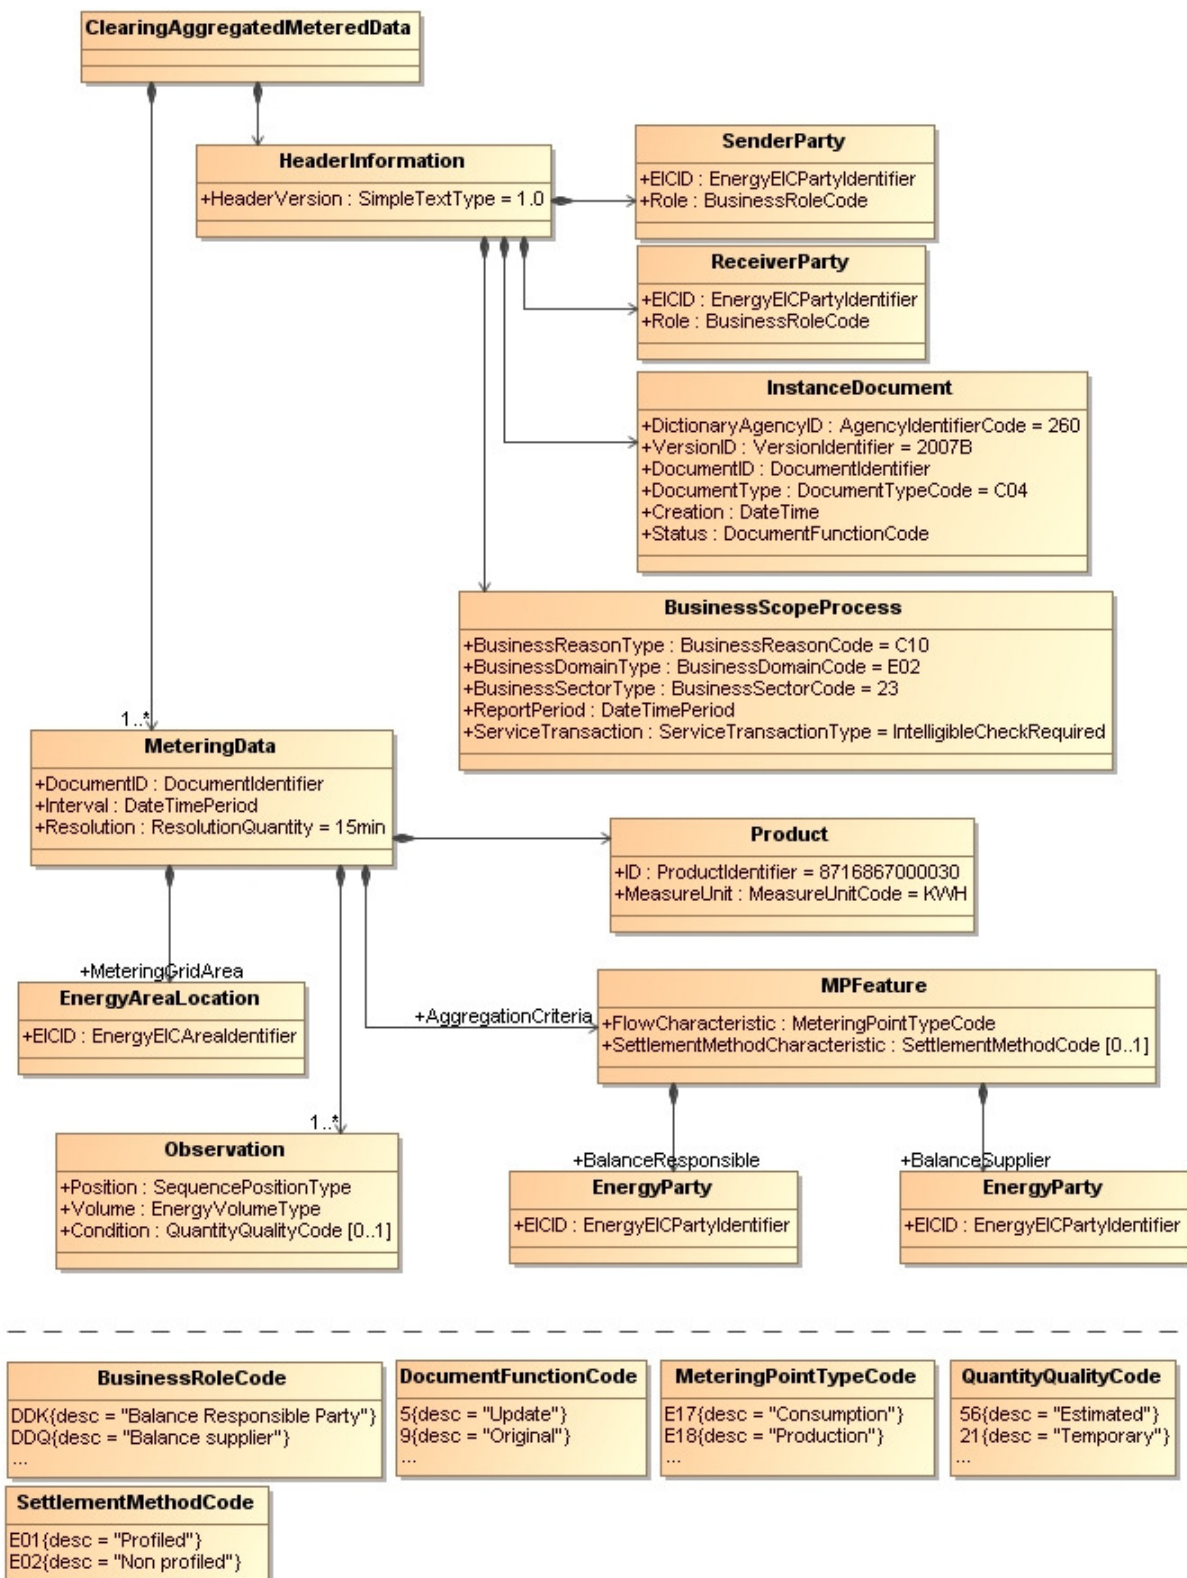 ClearingAggregatedMeteredData
HeaderInformation
+HeaderVersion : SimpleTextType = 1.0
SenderParty
+EICID : EnergyEICPartyIdentifier
+Role : BusinessRoleCode
ReceiverParty
+EICID : EnergyEICPartyIdentifier
+Role : BusinessRoleCode
InstanceDocument
+DictionaryAgencyID : AgencyIdentifierCode = 260
+VersionID : VersionIdentifier = 2007B
+DocumentID : DocumentIdentifier
+DocumentType : DocumentTypeCode = C04
+Creation : DateTime
+Status : DocumentFunctionCode
BusinessScopeProcess
+BusinessReasonType : BusinessReasonCode = C10
+BusinessDomainType : BusinessDomainCode = E02
+BusinessSectorType : BusinessSectorCode = 23
+ReportPeriod : DateTimePeriod
+ServiceTransaction : ServiceTransactionType = IntelligibleCheckRequired
1..*
MeteringData
+DocumentID : DocumentIdentifier
+Interval : DateTimePeriod
+Resolution : ResolutionQuantity = 15min
Product
+ID : ProductIdentifier = 8716867000030
+MeasureUnit : MeasureUnitCode = KWH
+MeteringGridArea
EnergyAreaLocation
+EICID : EnergyEICAreaIdentifier
+AggregationCriteria
MPFeature
+FlowCharacteristic : MeteringPointTypeCode
+SettlementMethodCharacteristic : SettlementMethodCode [0..1]
1..*
Observation
+Position : SequencePositionType
+Volume : EnergyVolumeType
+Condition : QuantityQualityCode [0..1]
+BalanceResponsible
EnergyParty
+EICID : EnergyEICPartyIdentifier
+BalanceSupplier
EnergyParty
+EICID : EnergyEICPartyIdentifier
BusinessRoleCode
DDK{desc = "Balance Responsible Party"}
DDQ{desc = "Balance supplier"}
...
DocumentFunctionCode
5{desc = "Update"}
9{desc = "Original"}
...
MeteringPointTypeCode
E17{desc = "Consumption"}
E18{desc = "Production"}
...
QuantityQualityCode
56{desc = "Estimated"}
21{desc = "Temporary"}
...
SettlementMethodCode
E01{desc = "Profiled"}
E02{desc = "Non profiled"}